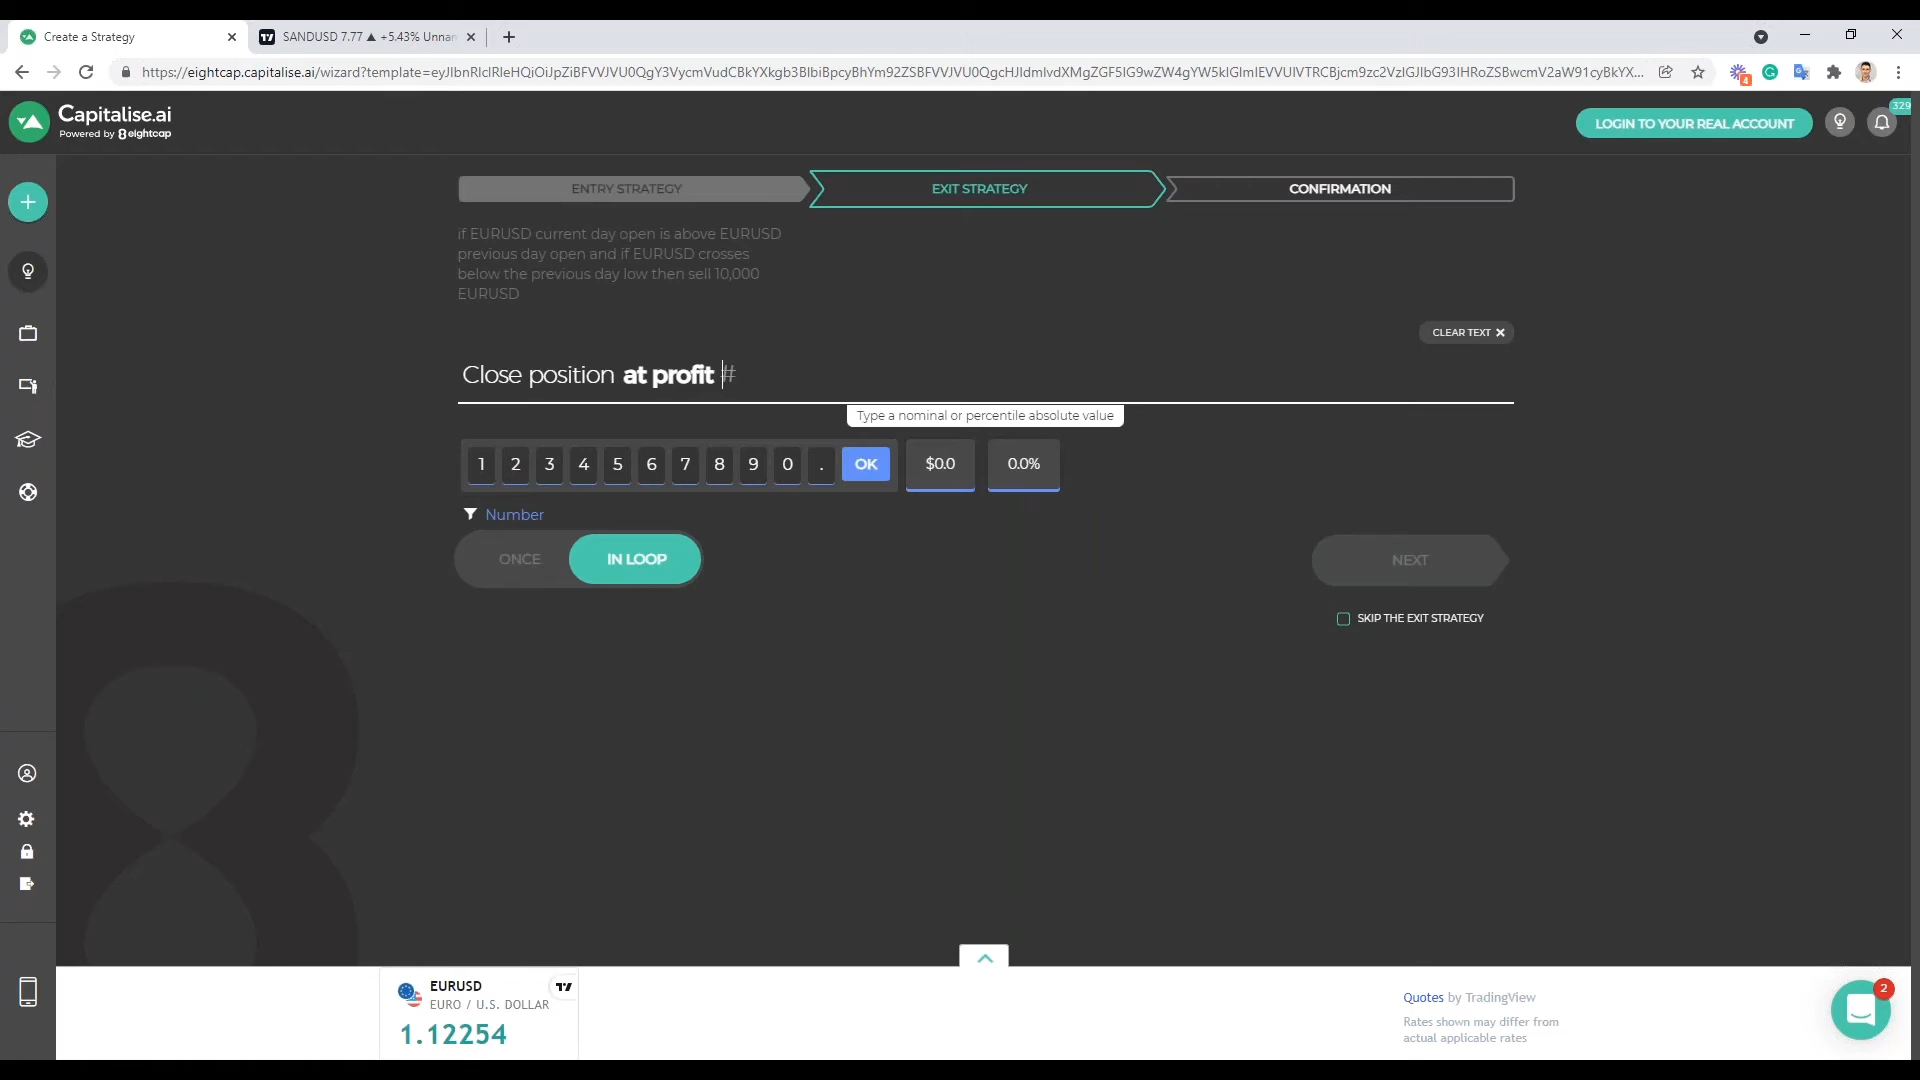 Create a Strategy
SANDUSD 7.77 ▲ +5.43% Unnam
https://eightcap.capitalise.ai/wizard?template=
4
Capitalise.ai
Powered by 8eightcap
LOGIN TO YOUR REAL ACCOUNT
329
ENTRY STRATEGY
EXIT STRATEGY
CONFIRMATION
if EURUSD current day open is above EURUSD
previous day open and if EURUSD crosses
below the previous day low then sell 10,000
EURUSD
CLEAR TEXT ×
Close position at profit #
Type a nominal or percentile absolute value
1 2 3 4 5 6 7 8 9 0 . OK $0.0 0.0%
Number
ONCE
IN LOOP
NEXT
SKIP THE EXIT STRATEGY
EURUSD
EURO / U.S. DOLLAR
1.12254
Quotes by TradingView
Rates shown may differ from
actual applicable rates
2
8